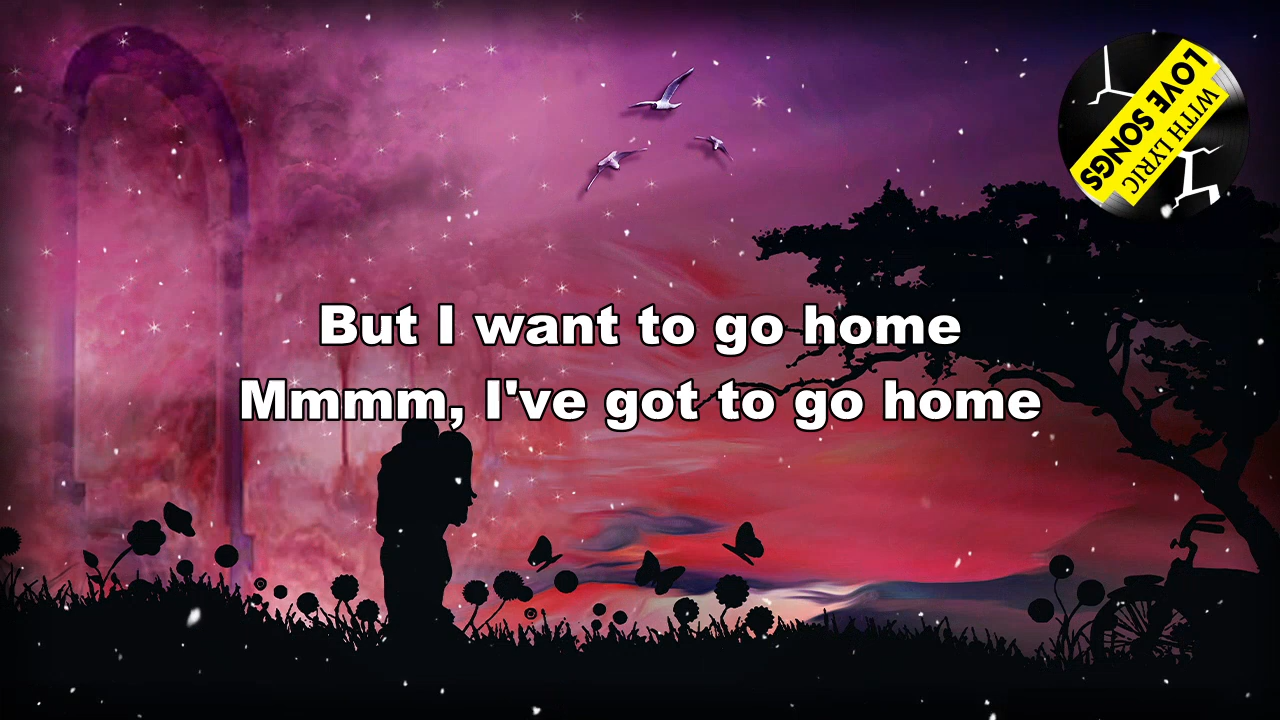 LOVE SONGS
WITH LYRIC
But I want to go home
Mmmm, I've got to go home